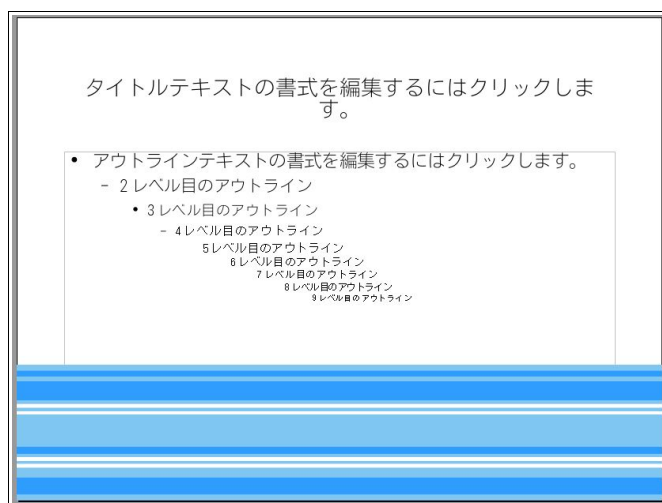 タイトルテキストの書式を編集するにはクリックしま
す。
• アウトラインテキストの書式を編集するにはクリックします。
– 2レベル目のアウトライン
• 3レベル目のアウトライン
– 4レベル目のアウトライン
5レベル目のアウトライン
6レベル目のアウトライン
7レベル目のアウトライン
8レベル目のアウトライン
9レベル目のアウトライン